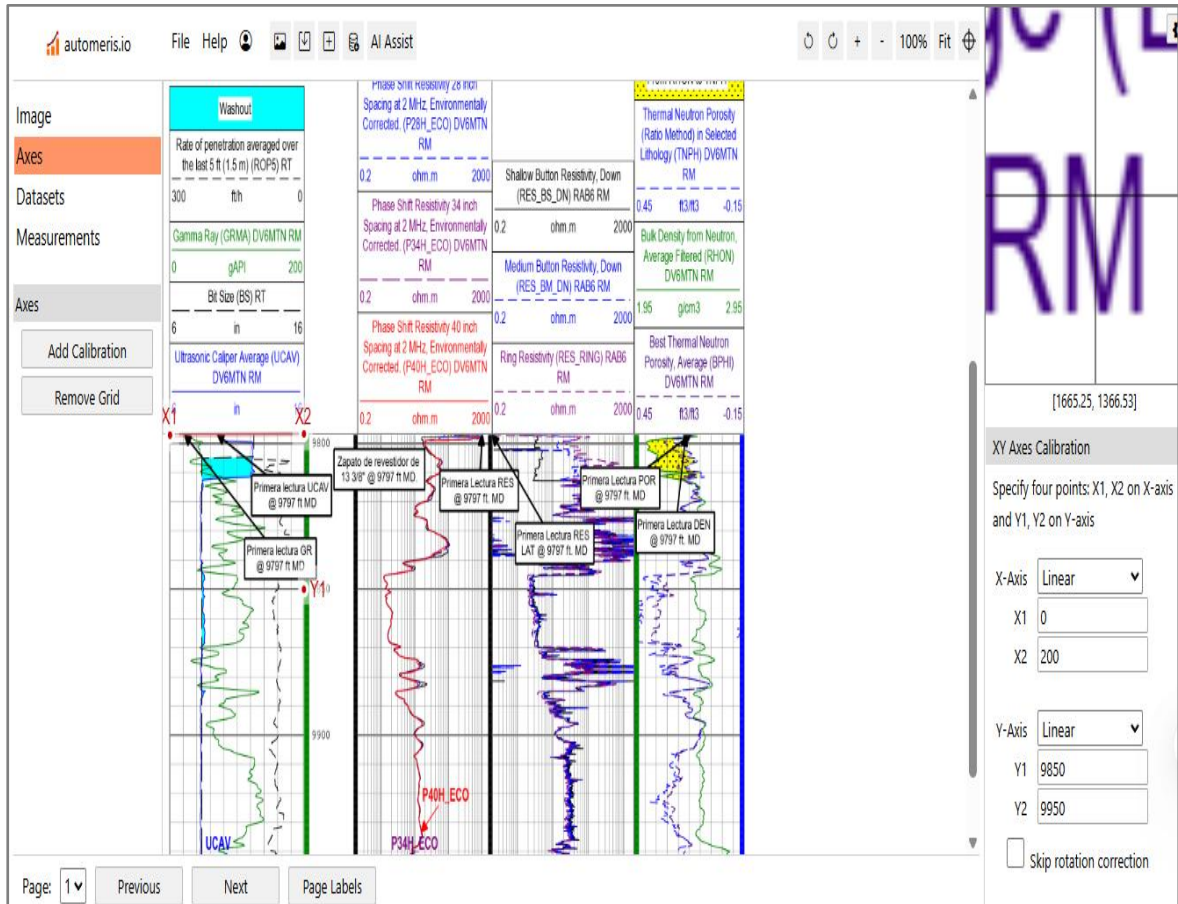 automeris.io
File Help AI Assist
+ - 100% Fit
Image
Axes
Datasets
Measurements
Axes
Add Calibration
Remove Grid
Washout
Rate of penetration averaged over
the last 5 ft (1.5 m) (ROP5) RT
300 ft/h 0
Gamma Ray (GRMA) DV6MTN RM
0 gAPI 200
Bit Size (BS) RT
6 in 16
Ultrasonic Caliper Average (UCAV)
DV6MTN RM
in
X1 X2
Phase Shift Resistivity 28 inch
Spacing at 2 MHz, Environmentally
Corrected. (P28H_ECO) DV6MTN
RM
0.2 ohm.m 2000
Phase Shift Resistivity 34 inch
Spacing at 2 MHz, Environmentally
Corrected. (P34H_ECO) DV6MTN
RM
0.2 ohm.m 2000
Phase Shift Resistivity 40 inch
Spacing at 2 MHz, Environmentally
Corrected. (P40H_ECO) DV6MTN
RM
0.2 ohm.m 2000
Shallow Button Resistivity, Down
(RES_BS_DN) RAB6 RM
0.2 ohm.m 2000
Medium Button Resistivity, Down
(RES_BM_DN) RAB6 RM
0.2 ohm.m 2000
Ring Resistivity (RES_RING) RAB6
RM
0.2 ohm.m 2000
Thermal Neutron Porosity
(Ratio Method) in Selected
Lithology (TNPH) DV6MTN
RM
0.45 ft3/ft3 -0.15
Bulk Density from Neutron,
Average Filtered (RHON)
DV6MTN RM
1.95 g/cm3 2.95
Best Thermal Neutron
Porosity, Average (BPHI)
DV6MTN RM
0.45 ft3/ft3 -0.15
9800
Primera lectura UCAV
@ 9797 ft MD
Primera lectura GR
@ 9797 ft MD
Zapato de revestidor de
13 3/8" @ 9797 ft MD.
Primera Lectura RES
@ 9797 ft. MD
Primera Lectura RES
LAT @ 9797 ft. MD
Primera Lectura POR
@ 9797 ft. MD
Primera Lectura DEN
@ 9797 ft. MD
Y1
9900
P40H_ECO
UCAV
P34H_ECO
Page: 1 Previous Next Page Labels
RM
[1665.25, 1366.53]
XY Axes Calibration
Specify four points: X1, X2 on X-axis
and Y1, Y2 on Y-axis
X-Axis Linear
X1 0
X2 200
Y-Axis Linear
Y1 9850
Y2 9950
Skip rotation correction